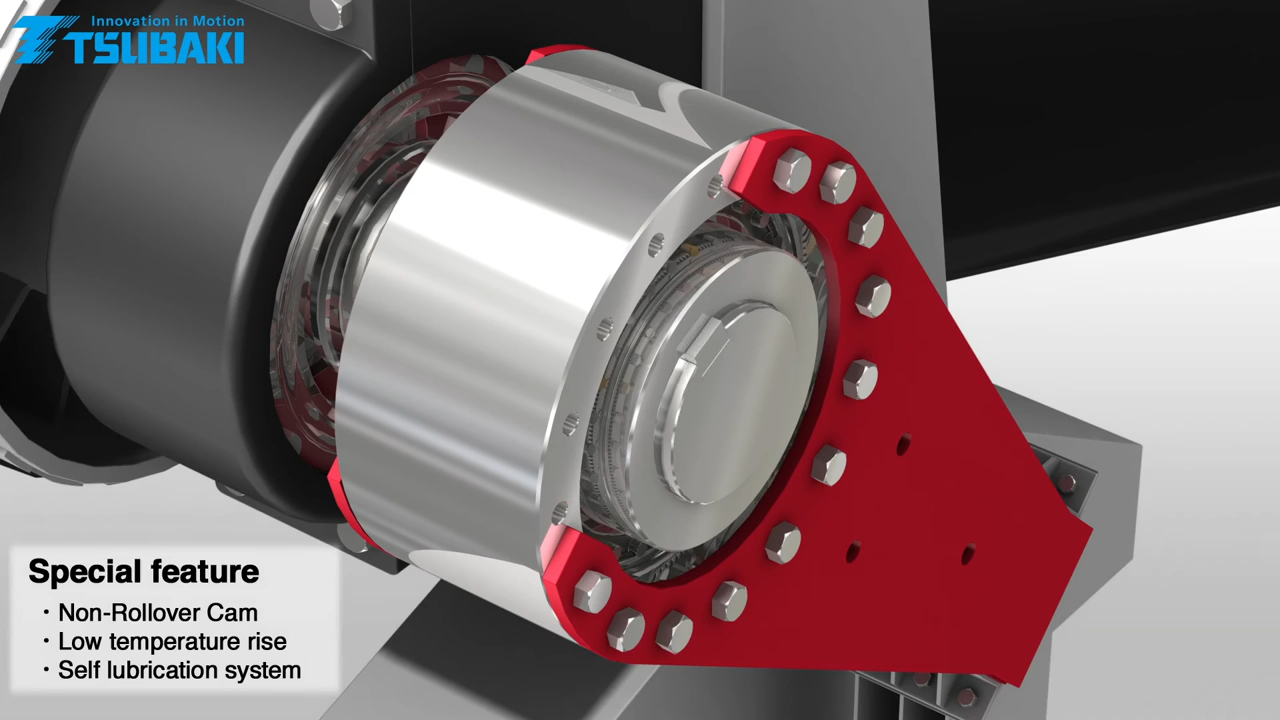 Innovation in Motion
TSUBAKI
Special feature
・Non-Rollover Cam
・Low temperature rise
・Self lubrication system